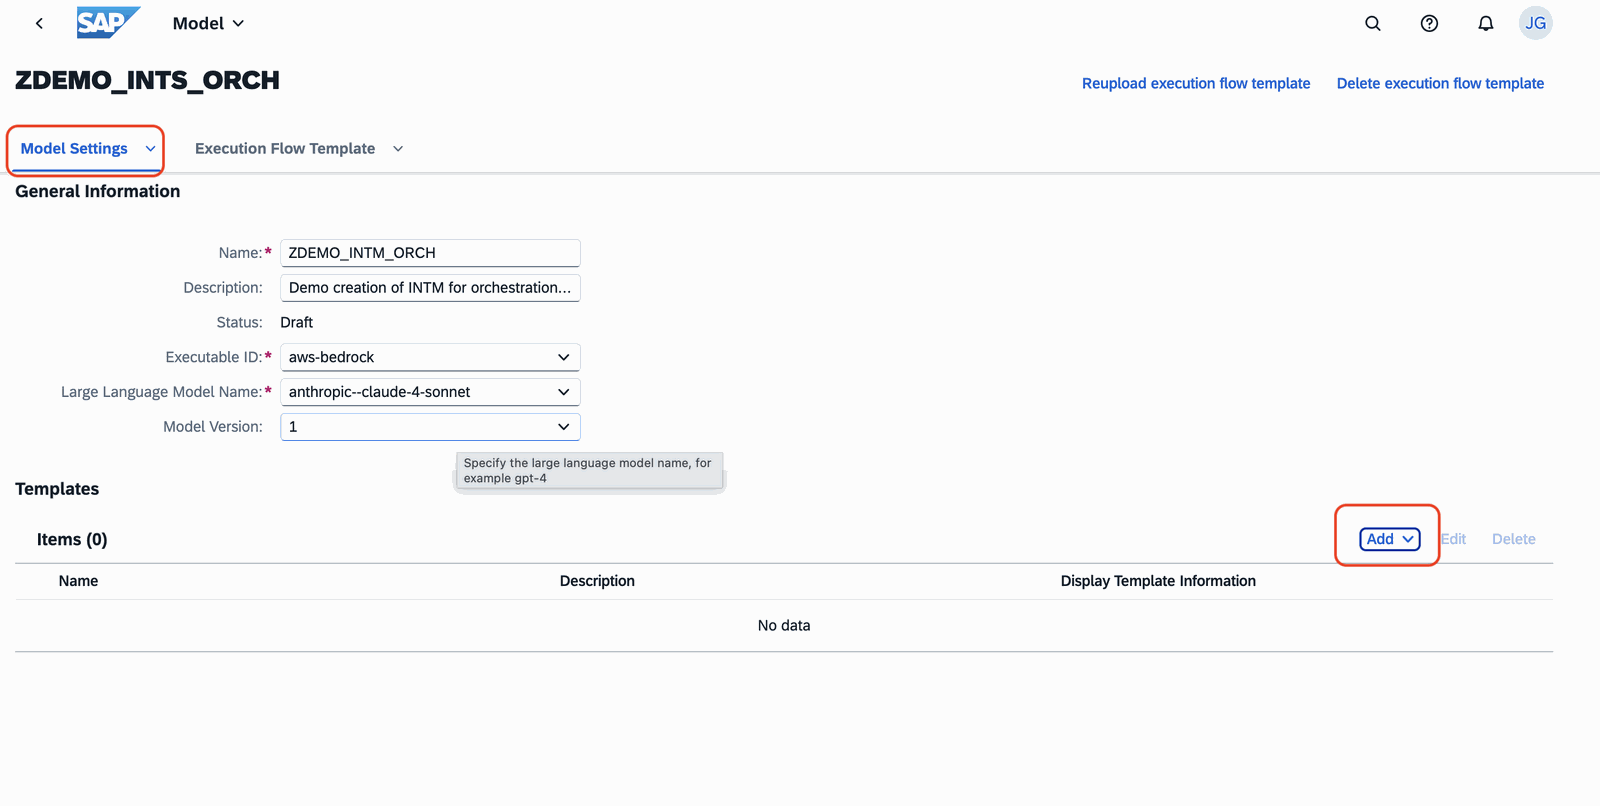 SAP Model JG
ZDEMO_INTS_ORCH
Reupload execution flow template Delete execution flow template
Model Settings Execution Flow Template
General Information
Name:* ZDEMO_INTM_ORCH
Description: Demo creation of INTM for orchestration...
Status: Draft
Executable ID:* aws-bedrock
Large Language Model Name:* anthropic--claude-4-sonnet
Model Version: 1
Specify the large language model name, for
example gpt-4
Templates
Items (0) Add Edit Delete
Name Description Display Template Information
No data